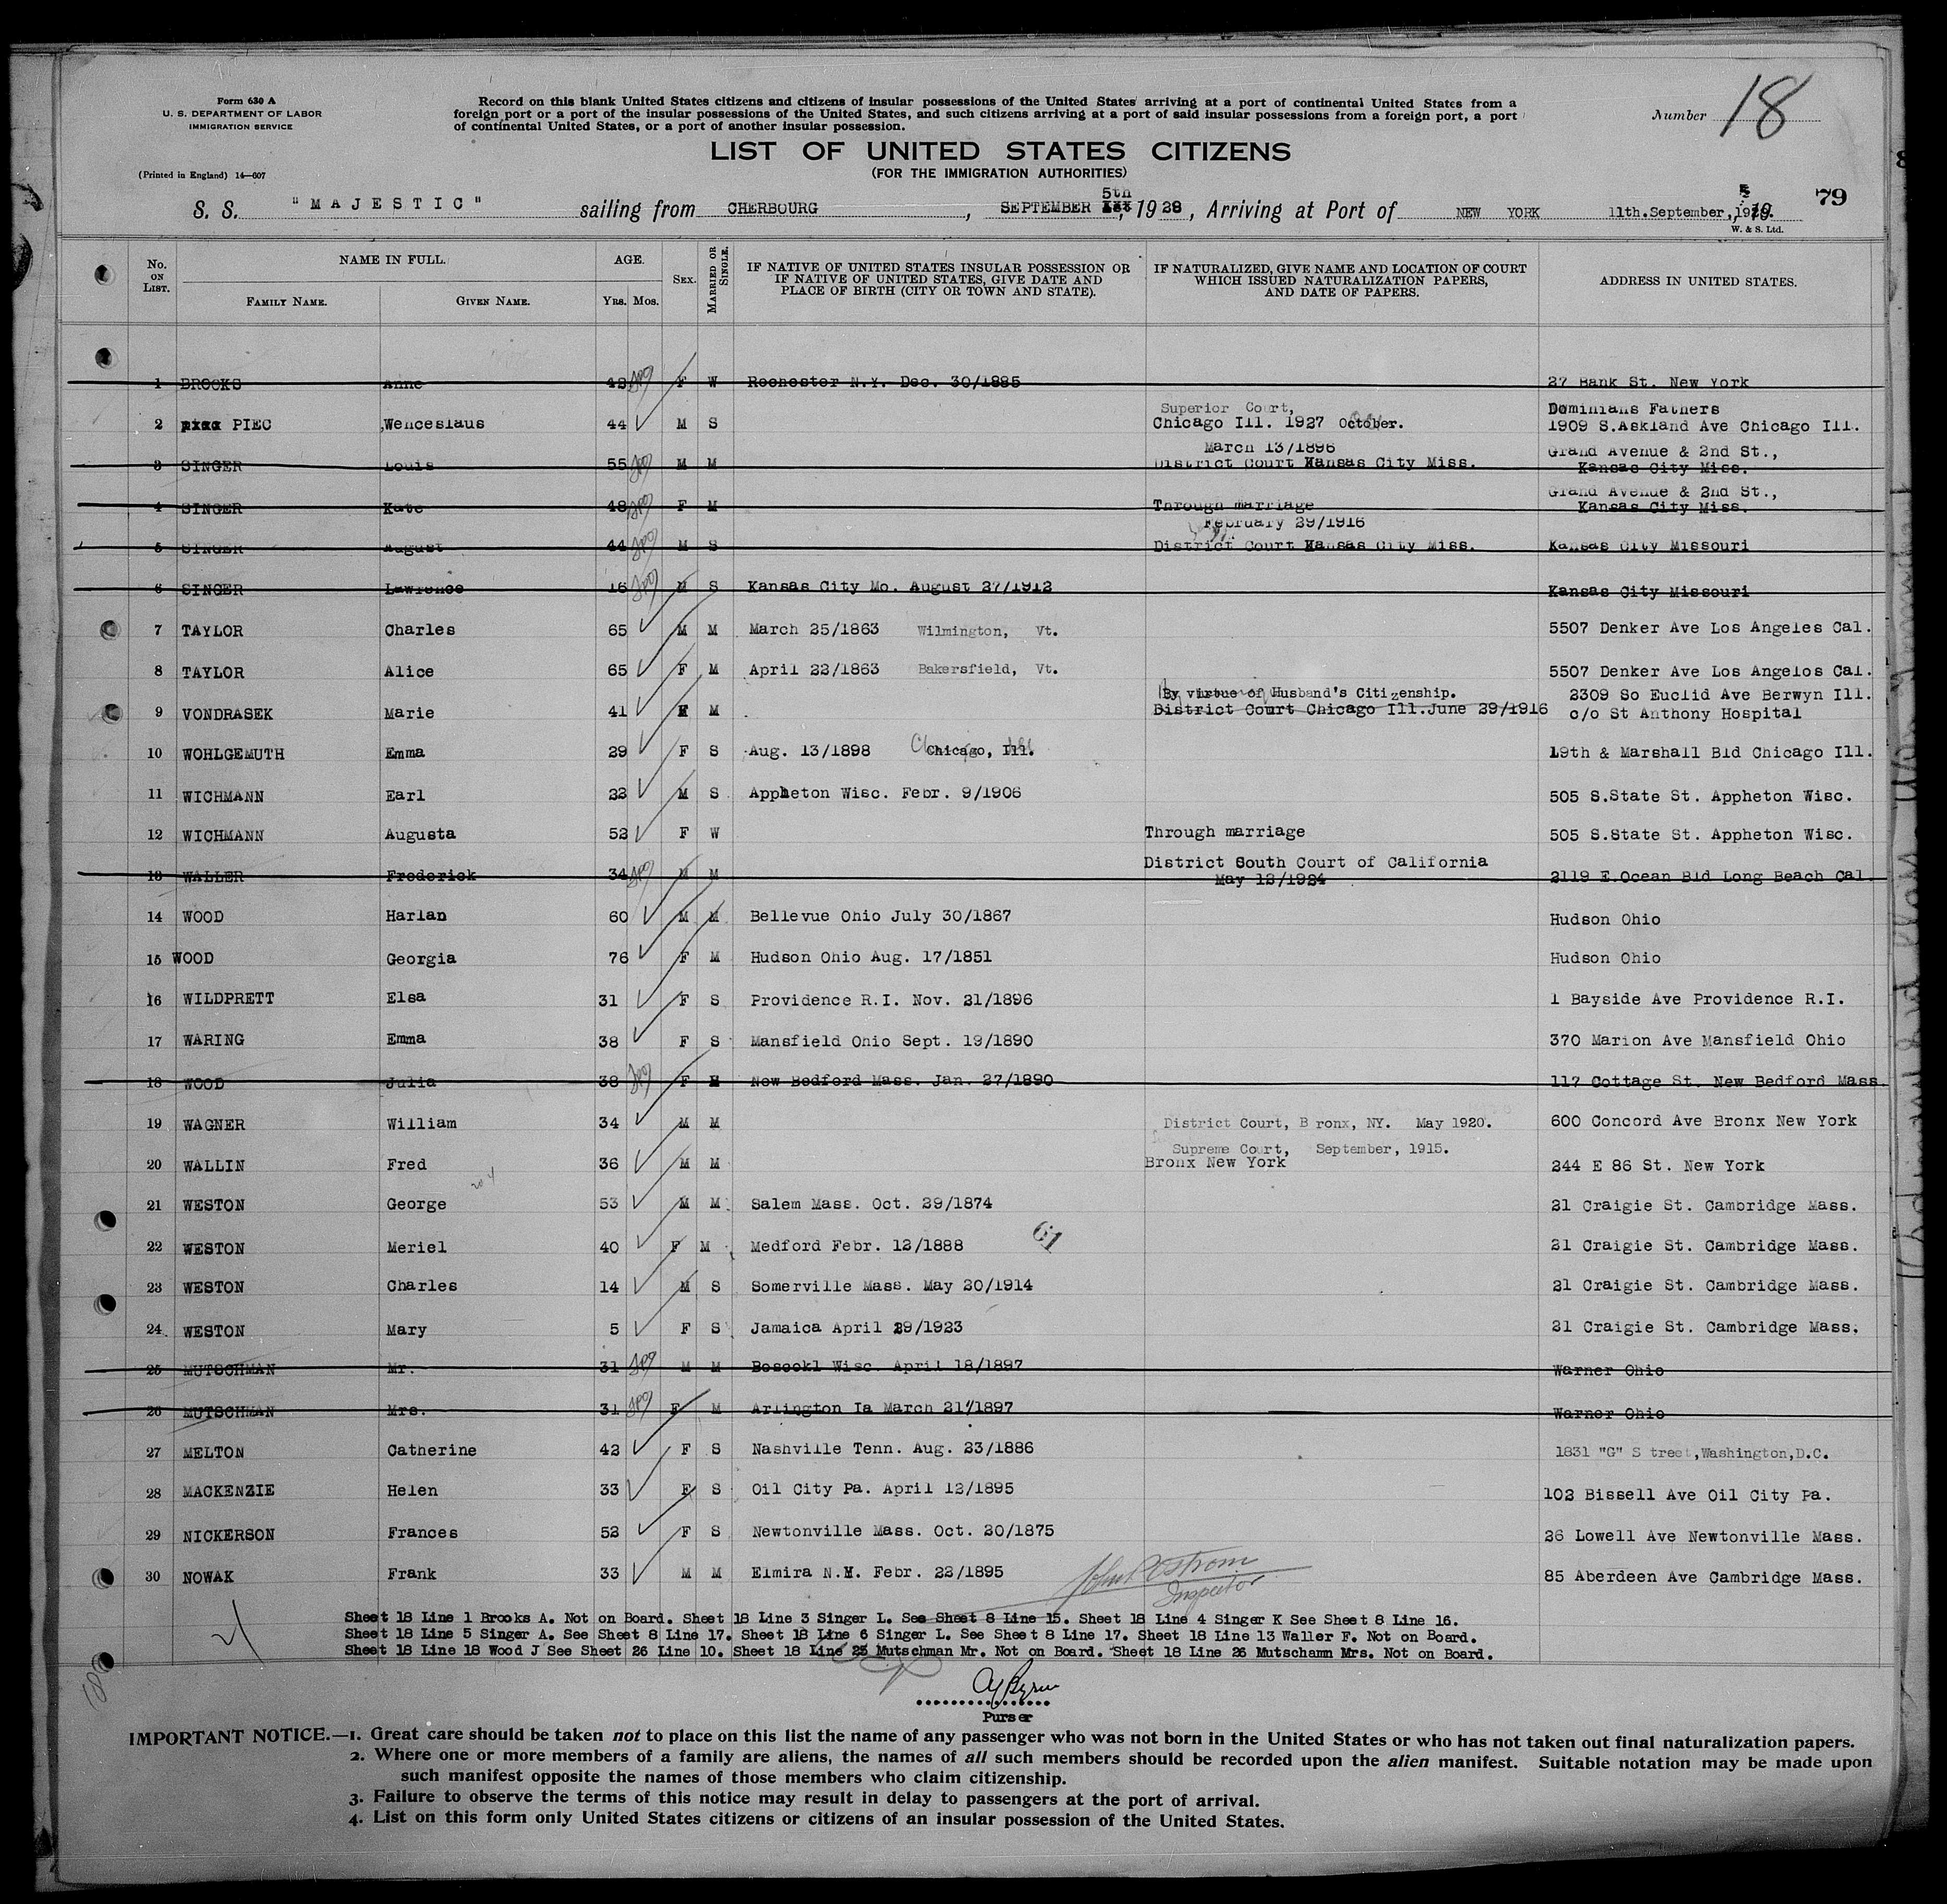 Form 630 A
U. S. DEPARTMENT OF LABOR
IMMIGRATION SERVICE
(Printed in England) 14—607
Record on this blank United States citizens and citizens of insular possessions of the United States arriving at a port of continental United States from a
foreign port or a port of the insular possessions of the United States, and such citizens arriving at a port of said insular possessions from a foreign port, a port
of continental United States, or a port of another insular possession.
Number 18
LIST OF UNITED STATES CITIZENS
(FOR THE IMMIGRATION AUTHORITIES)
79
S. S. "MAJESTIC" sailing from CHERBOURG, SEPTEMBER 5th, 1928, Arriving at Port of NEW YORK 11th.September,
W. & S. Ltd.
No. ON LIST. NAME IN FULL. AGE. SEX. MARRIED OR SINGLE. IF NATIVE OF UNITED STATES INSULAR POSSESSION OR IF NATIVE OF UNITED STATES, GIVE DATE AND PLACE OF BIRTH (CITY OR TOWN AND STATE). IF NATURALIZED, GIVE NAME AND LOCATION OF COURT WHICH ISSUED NATURALIZATION PAPERS, AND DATE OF PAPERS. ADDRESS IN UNITED STATES.
FAMILY NAME. GIVEN NAME. YRS. MOS.
1 BROOKS Anne 42 F W Rochester N.Y. Dec. 30/1885 27 Bank St. New York
Superior Court, Dominians Fathers
2 PIEC Wenceslaus 44 M S Chicago Ill. 1927 October. 1909 S.Askland Ave Chicago Ill.
March 13/1896 Grand Avenue & 2nd St.,
3 SINGER Louis 55 M M District Court Kansas City Miss. Kansas City Miss.
Grand Avenue & 2nd St.,
4 SINGER Kate 48 F M Through marriage Kansas City Miss.
February 29/1916
5 SINGER August 44 M S District Court Kansas City Miss. Kansas City Missouri
6 SINGER Lawrence 16 M S Kansas City Mo. August 27/1912 Kansas City Missouri
7 TAYLOR Charles 65 M M March 25/1863 Wilmington, Vt. 5507 Denker Ave Los Angeles Cal.
8 TAYLOR Alice 65 F M April 22/1863 Bakersfield, Vt. 5507 Denker Ave Los Angelos Cal.
By virtue of Husband's Citizenship. 2309 So Euclid Ave Berwyn Ill.
9 VONDRASEK Marie 41 F M District Court Chicago Ill.June 29/1916 c/o St Anthony Hospital
10 WOHLGEMUTH Emma 29 F S Aug. 13/1898 Chicago, Ill. 19th & Marshall Bld Chicago Ill.
11 WICHMANN Earl 22 M S Appheton Wisc. Febr. 9/1906 505 S.State St. Appheton Wisc.
12 WICHMANN Augusta 52 F W Through marriage 505 S.State St. Appheton Wisc.
District South Court of California
13 WALLER Frederick 34 M M May 12/1924 2119 E.Ocean Bld Long Beach Cal.
14 WOOD Harlan 60 M M Bellevue Ohio July 30/1867 Hudson Ohio
15 WOOD Georgia 76 F M Hudson Ohio Aug. 17/1851 Hudson Ohio
16 WILDPRETT Elsa 31 F S Providence R.I. Nov. 21/1896 1 Bayside Ave Providence R.I.
17 WARING Emma 38 F S Mansfield Ohio Sept. 19/1890 370 Marion Ave Mansfield Ohio
18 WOOD Julia 38 F M New Bedford Mass. Jan. 27/1890 117 Cottage St. New Bedford Mass.
19 WAGNER William 34 M M District Court, Bronx, NY. May 1920. 600 Concord Ave Bronx New York
Supreme Court, September, 1915.
20 WALLIN Fred 36 M M Bronx New York 244 E 86 St. New York
21 WESTON George 53 M M Salem Mass. Oct. 29/1874 21 Craigie St. Cambridge Mass.
22 WESTON Meriel 40 F M Medford Febr. 12/1888 61 21 Craigie St. Cambridge Mass.
23 WESTON Charles 14 M S Somerville Mass. May 20/1914 21 Craigie St. Cambridge Mass.
24. WESTON Mary 5 F S Jamaica April 29/1923 21 Craigie St. Cambridge Mass.
25 MUTSCHMAN Mr. 31 M M Boscokl Wisc. April 18/1897 Warner Ohio
26 MUTSCHMAN Mrs. 31 F M Arlington Ia March 21/1897 Warner Ohio
27 MELTON Catherine 42 F S Nashville Tenn. Aug. 23/1886 1831 "G" Street,Washington,D.C.
28 MACKENZIE Helen 33 F S Oil City Pa. April 12/1895 102 Bissell Ave Oil City Pa.
29 NICKERSON Frances 52 F S Newtonville Mass. Oct. 20/1875 26 Lowell Ave Newtonville Mass.
30 NOWAK Frank 33 M M Elmira N.Y. Febr. 22/1895 85 Aberdeen Ave Cambridge Mass.
Inspector
Sheet 18 Line 1 Brooks A. Not on Board. Sheet 18 Line 3 Singer L. See Sheet 8 Line 15. Sheet 18 Line 4 Singer K See Sheet 8 Line 16.
Sheet 18 Line 5 Singer A. See Sheet 8 Line 17. Sheet 18 Line 6 Singer L. See Sheet 8 Line 17. Sheet 18 Line 13 Waller F. Not on Board.
Sheet 18 Line 18 Wood J See Sheet 26 Line 10. Sheet 18 Line 25 Mutschman Mr. Not on Board. Sheet 18 Line 26 Mutschamn Mrs. Not on Board.
Purser
IMPORTANT NOTICE.—1. Great care should be taken not to place on this list the name of any passenger who was not born in the United States or who has not taken out final naturalization papers.
2. Where one or more members of a family are aliens, the names of all such members should be recorded upon the alien manifest. Suitable notation may be made upon
such manifest opposite the names of those members who claim citizenship.
3. Failure to observe the terms of this notice may result in delay to passengers at the port of arrival.
4. List on this form only United States citizens or citizens of an insular possession of the United States.